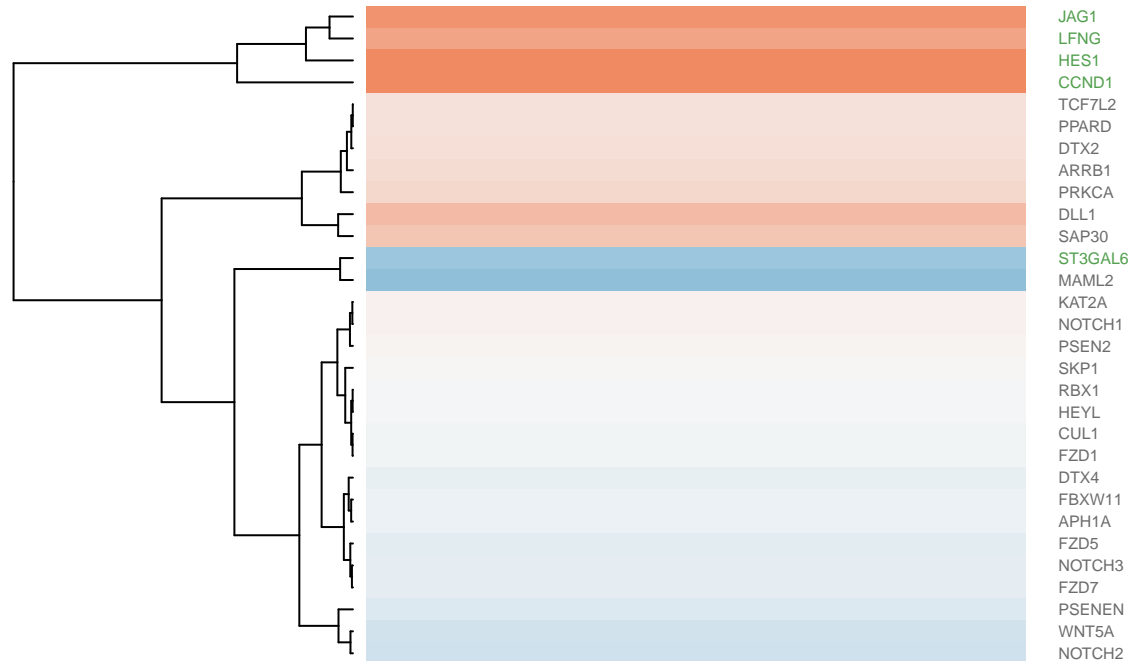 JAG1
LFNG
HES1
CCND1
TCF7L2
PPARD
DTX2
ARRB1
PRKCA
DLL1
SAP30
ST3GAL6
MAML2
KAT2A
NOTCH1
PSEN2
SKP1
RBX1
HEYL
CUL1
FZD1
DTX4
FBXW11
APH1A
FZD5
NOTCH3
FZD7
PSENEN
WNT5A
NOTCH2